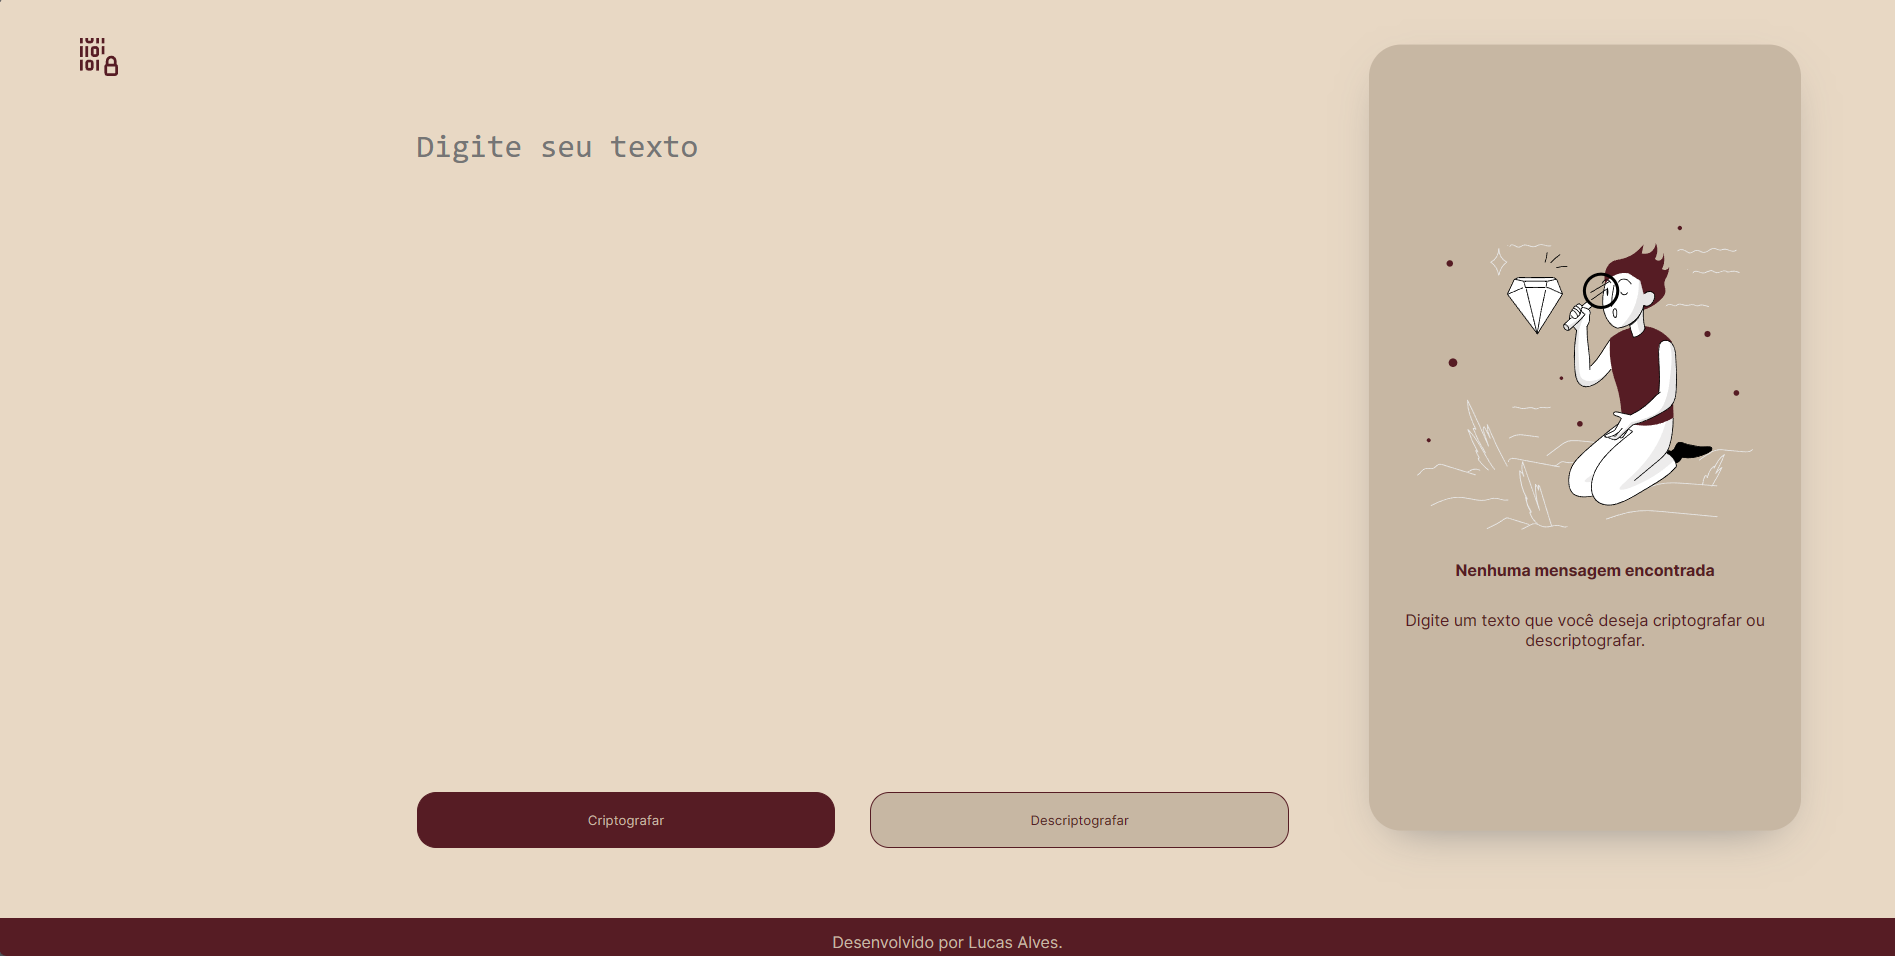 Digite seu texto
Nenhuma mensagem encontrada
Digite um texto que você deseja criptografar ou
descriptografar.
Criptografar
Descriptografar
Desenvolvido por Lucas Alves.